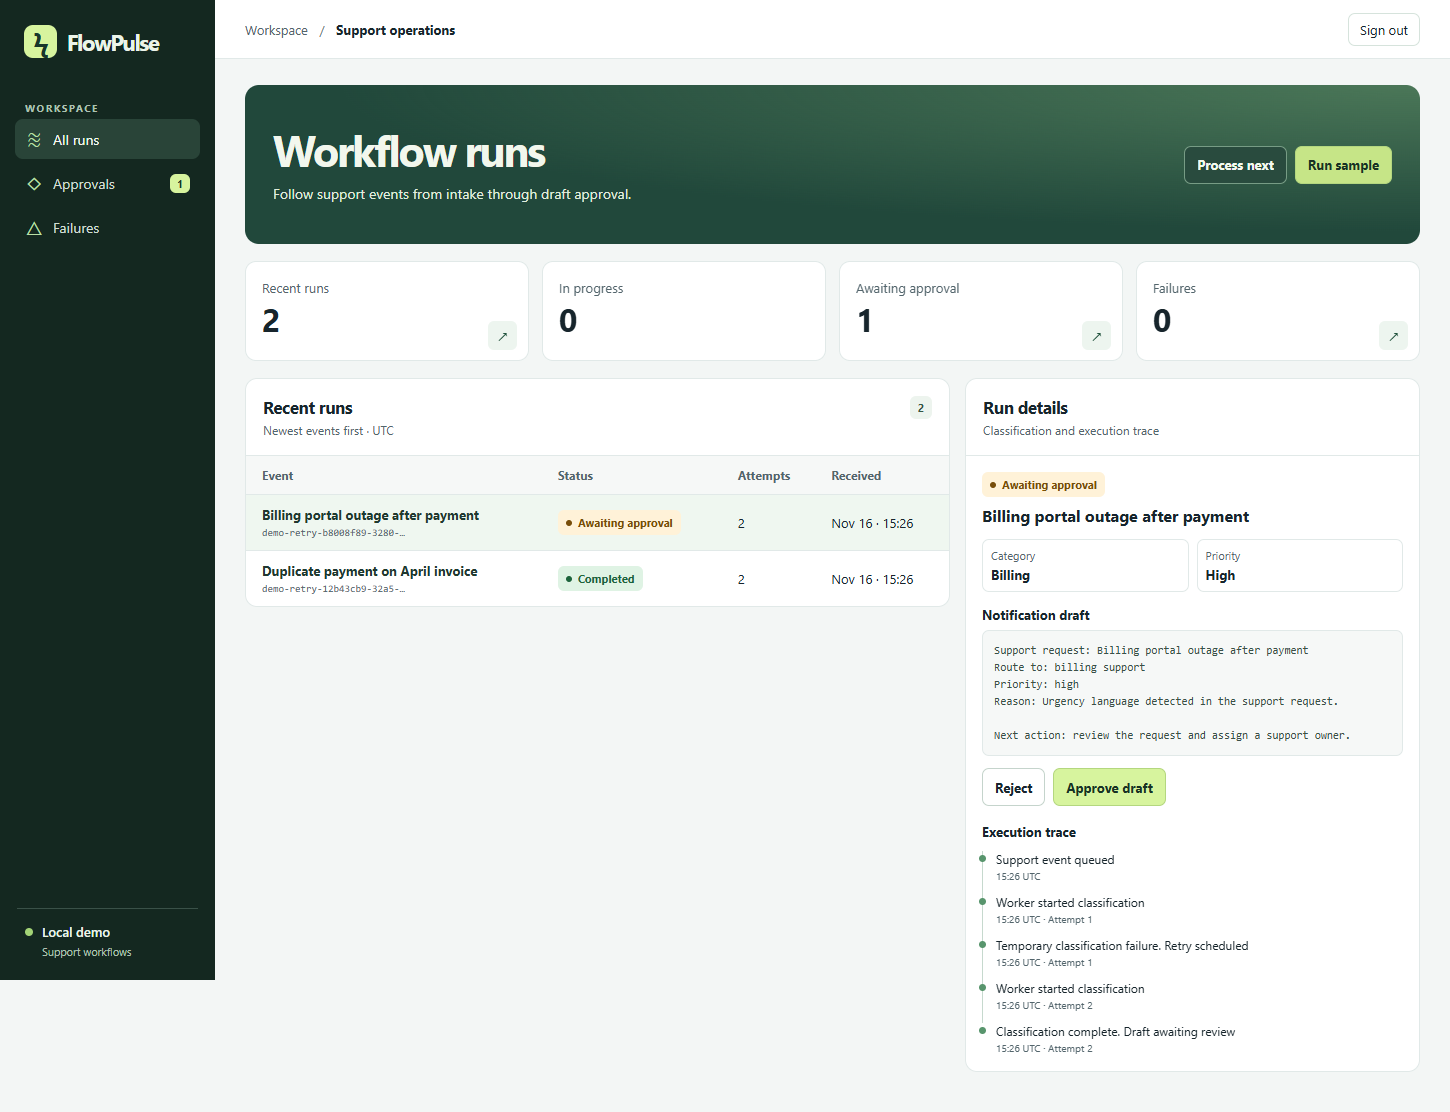 FlowPulse
WORKSPACE
All runs
Approvals 1
Failures
Local demo
Support workflows
Workspace / Support operations
Sign out
Workflow runs
Follow support events from intake through draft approval.
Process next
Run sample
Recent runs
2
↗
In progress
0
Awaiting approval
1
↗
Failures
0
↗
Recent runs
2
Newest events first · UTC
Event Status Attempts Received
Billing portal outage after payment
demo-retry-b8008f89-3280-…
Awaiting approval
2
Nov 16 · 15:26
Duplicate payment on April invoice
demo-retry-12b43cb9-32a5-…
Completed
2
Nov 16 · 15:26
Run details
Classification and execution trace
Awaiting approval
Billing portal outage after payment
Category
Billing
Priority
High
Notification draft
Support request: Billing portal outage after payment
Route to: billing support
Priority: high
Reason: Urgency language detected in the support request.
Next action: review the request and assign a support owner.
Reject
Approve draft
Execution trace
Support event queued
15:26 UTC
Worker started classification
15:26 UTC · Attempt 1
Temporary classification failure. Retry scheduled
15:26 UTC · Attempt 1
Worker started classification
15:26 UTC · Attempt 2
Classification complete. Draft awaiting review
15:26 UTC · Attempt 2